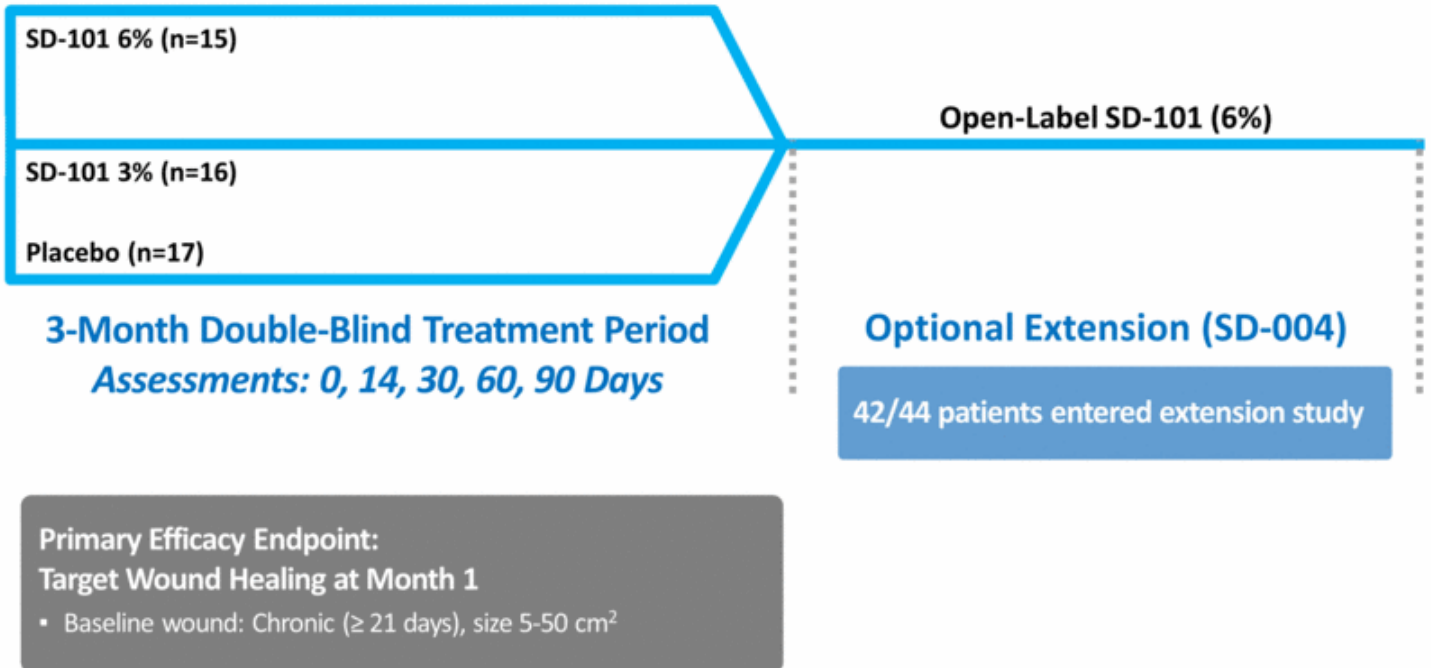 SD-101 6% (n=15)
SD-101 3% (n=16)
Placebo (n=17)
Open-Label SD-101 (6%)
3-Month Double-Blind Treatment Period
Assessments: 0, 14, 30, 60, 90 Days
Optional Extension (SD-004)
42/44 patients entered extension study
Primary Efficacy Endpoint:
Target Wound Healing at Month 1
▪ Baseline wound: Chronic (≥ 21 days), size 5-50 cm²